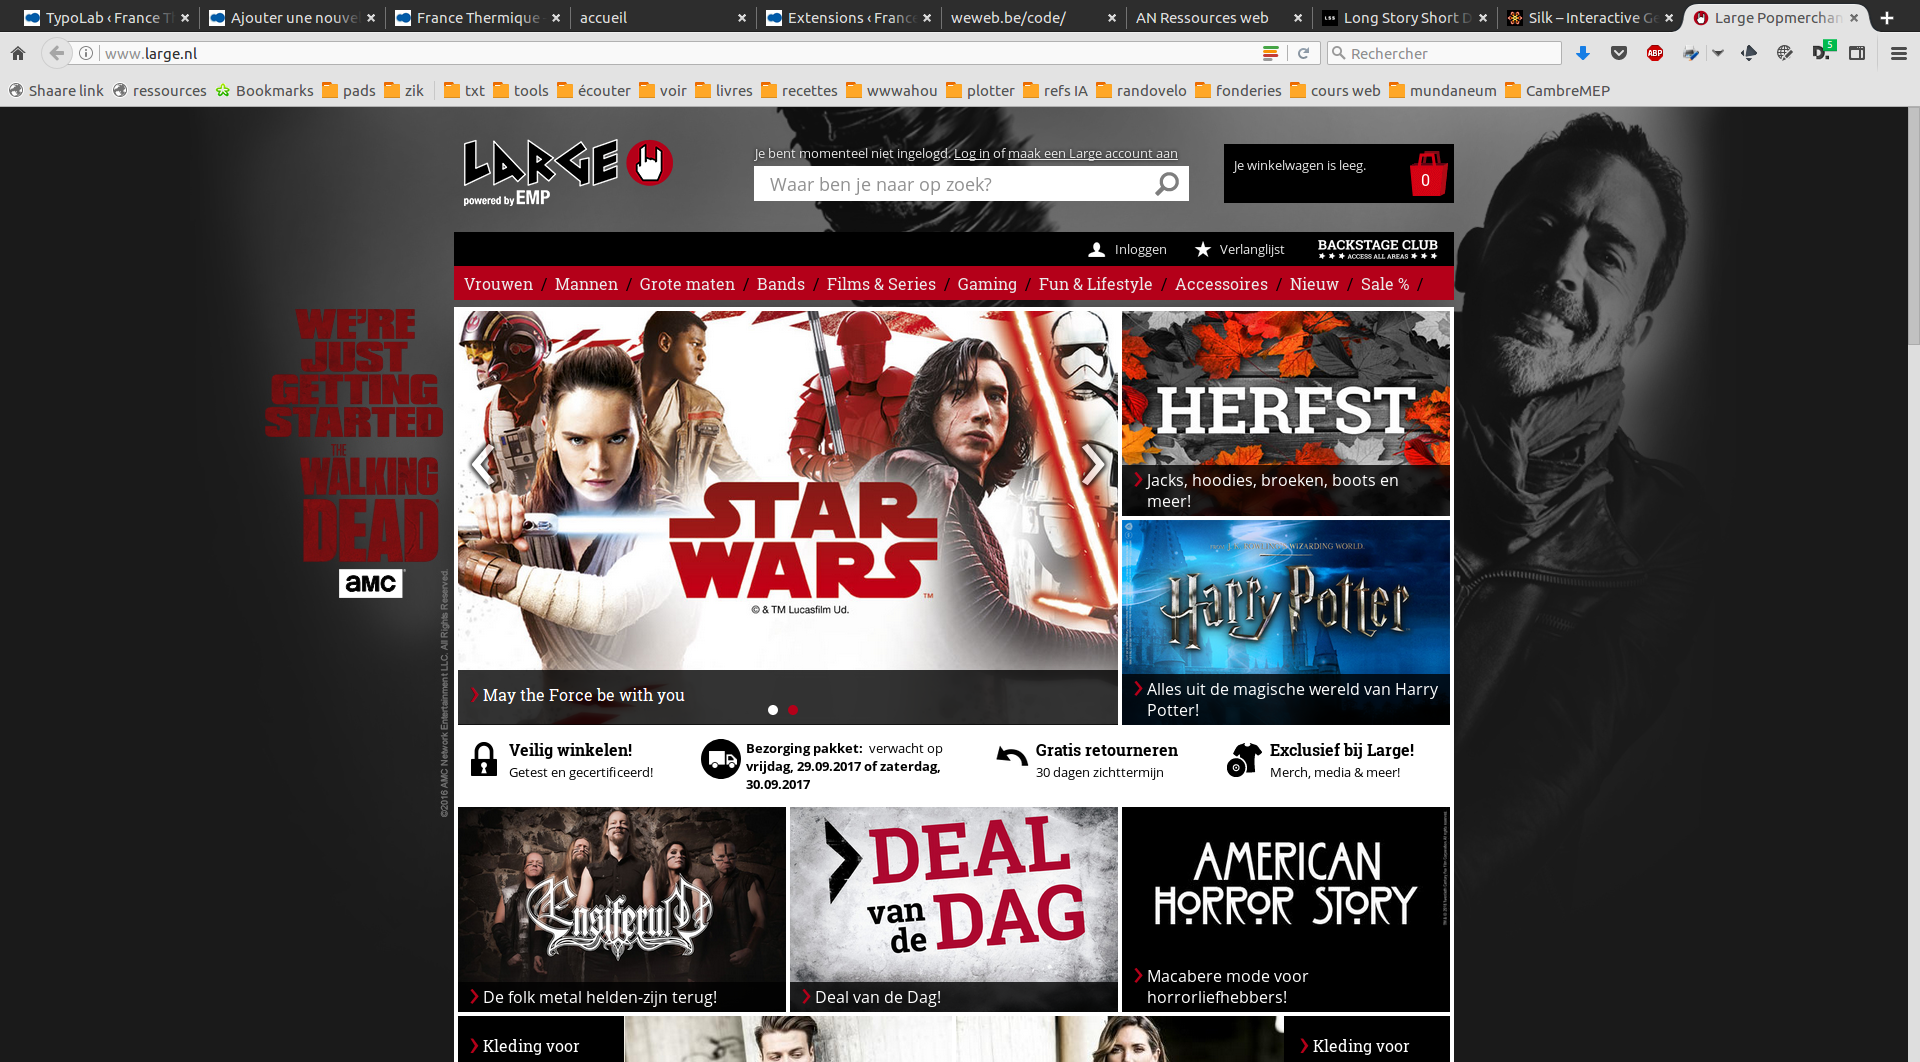 TypoLab ‹ France T
Ajouter une nouve
France Thermique
accueil
Extensions ‹ France
weweb.be/code/
AN Ressources web
Long Story Short D
Silk – Interactive Ge
Large Popmerchan
www.large.nl
Rechercher
ABP
5
Shaare link
ressources
Bookmarks
pads
zik
txt
tools
écouter
voir
livres
recettes
wwwahou
plotter
refs IA
randovelo
fonderies
cours web
mundaneum
CambreMEP
LARGE
powered by EMP
Je bent momenteel niet ingelogd. Log in of maak een Large account aan
Waar ben je naar op zoek?
Je winkelwagen is leeg.
0
Inloggen
Verlanglijst
BACKSTAGE CLUB
ACCESS ALL AREAS
Vrouwen / Mannen / Grote maten / Bands / Films & Series / Gaming / Fun & Lifestyle / Accessoires / Nieuw / Sale % /
WE'RE
JUST
GETTING
STARTED
THE
WALKING
DEAD
aMC
©2016 AMC Network Entertainment LLC. All Rights Reserved.
STAR
WARS
™
© & TM Lucasfilm Ud.
May the Force be with you
HERFST
Jacks, hoodies, broeken, boots en
meer!
FROM J.K. ROWLING'S WIZARDING WORLD
Harry Potter
Alles uit de magische wereld van Harry
Potter!
Veilig winkelen!
Getest en gecertificeerd!
Bezorging pakket: verwacht op
vrijdag, 29.09.2017 of zaterdag,
30.09.2017
Gratis retourneren
30 dagen zichttermijn
Exclusief bij Large!
Merch, media & meer!
Ensiferum
De folk metal helden-zijn terug!
DEAL
van
de
DAG
Deal van de Dag!
AMERICAN
HORROR STORY
Macabere mode voor
horrorliefhebbers!
Kleding voor
Kleding voor